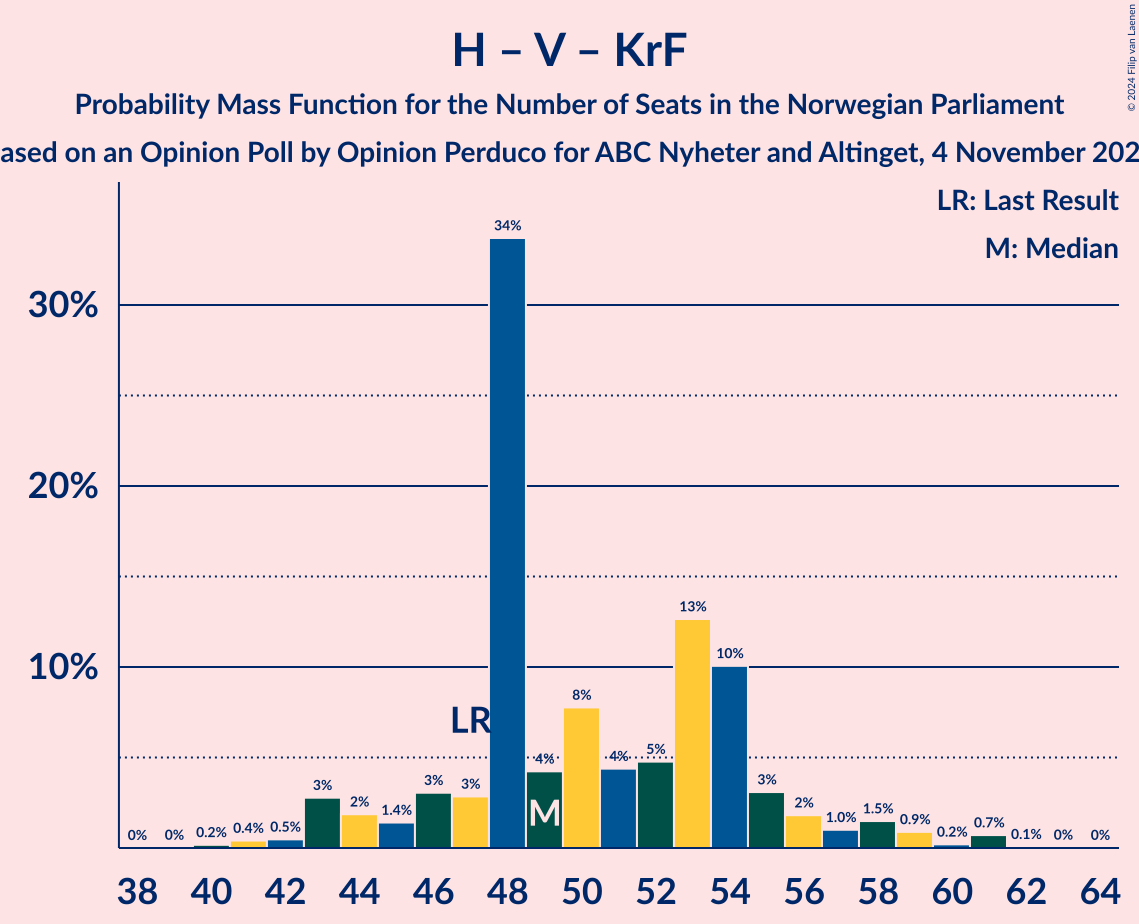 H – V – KrF
Probability Mass Function for the Number of Seats in the Norwegian Parliament
ased on an Opinion Poll by Opinion Perduco for ABC Nyheter and Altinget, 4 November 202
© 2024 Filip van Laenen
LR: Last Result
M: Median
30%
20%
10%
LR
M
0% 0% 0.2% 0.4% 0.5% 3% 2% 1.4% 3% 3% 34% 4% 8% 4% 5% 13% 10% 3% 2% 1.0% 1.5% 0.9% 0.2% 0.7% 0.1% 0% 0%
38 40 42 44 46 48 50 52 54 56 58 60 62 64